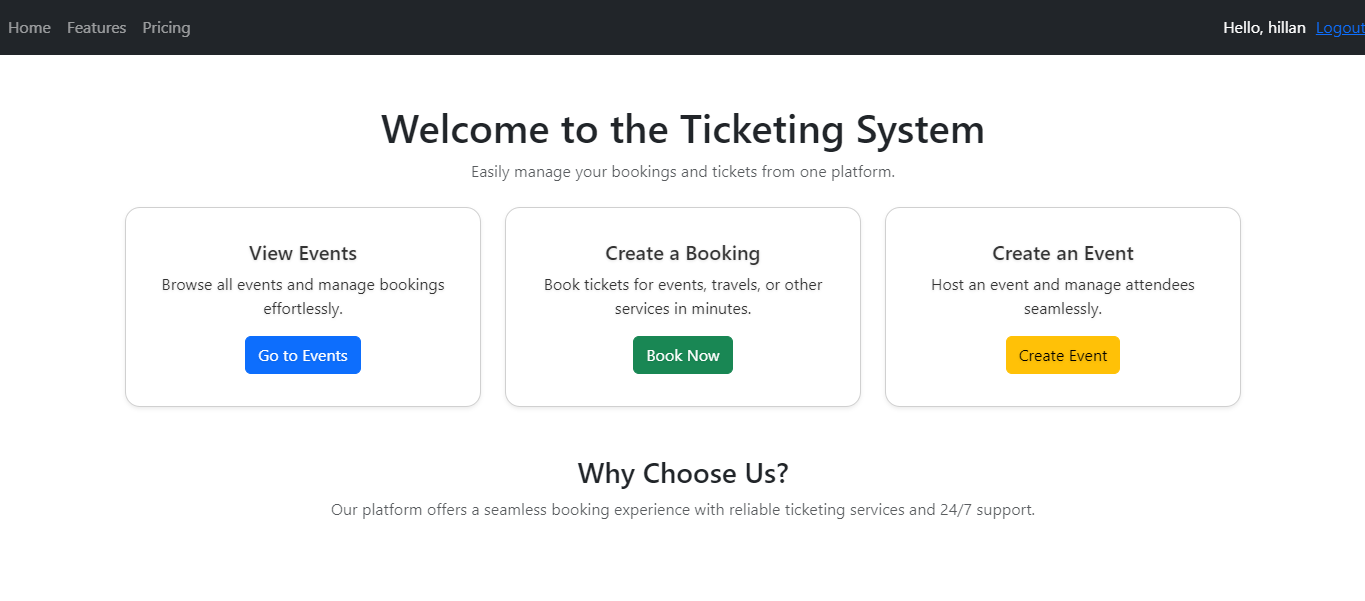 Home Features Pricing Hello, hillan Logout
Welcome to the Ticketing System
Easily manage your bookings and tickets from one platform.
View Events
Browse all events and manage bookings
effortlessly.
Go to Events
Create a Booking
Book tickets for events, travels, or other
services in minutes.
Book Now
Create an Event
Host an event and manage attendees
seamlessly.
Create Event
Why Choose Us?
Our platform offers a seamless booking experience with reliable ticketing services and 24/7 support.